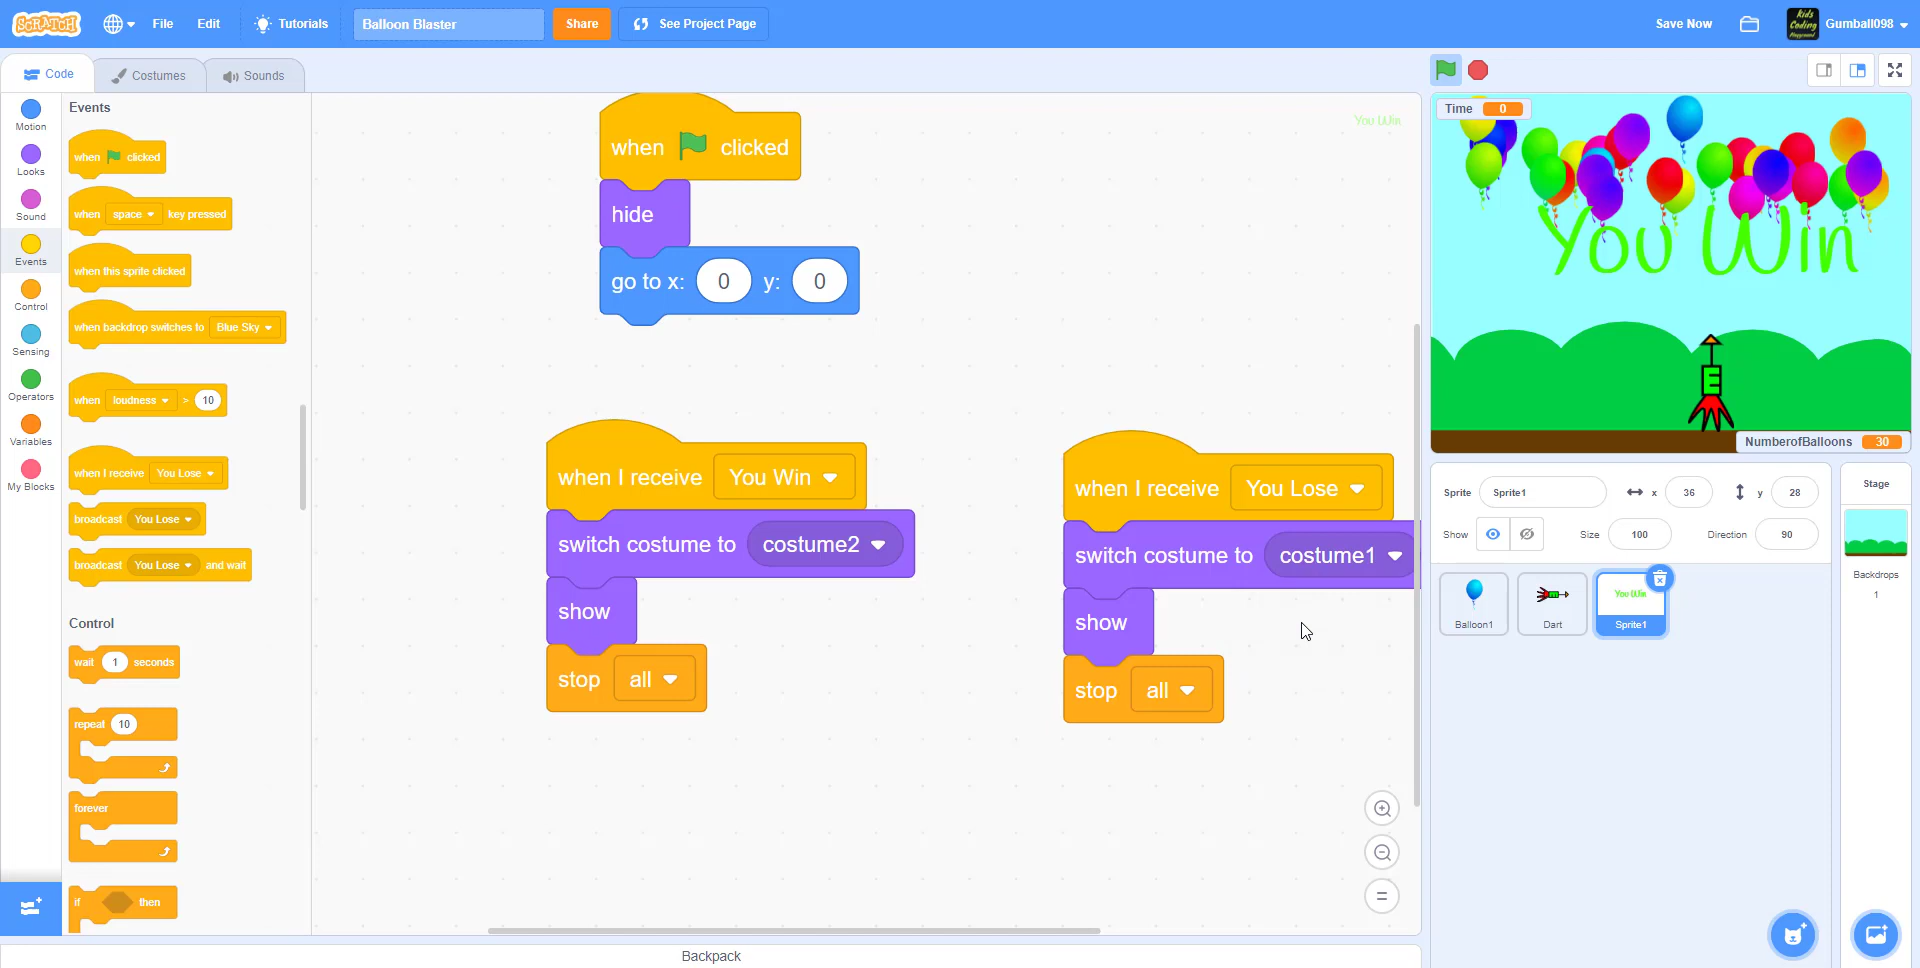 SCRATCH
File
Edit
Tutorials
Balloon Blaster
Share
See Project Page
Save Now
Kids
Coding
Playground
Gumball098
Code
Costumes
Sounds
Motion
Looks
Sound
Events
Control
Sensing
Operators
Variables
My Blocks
Events
when clicked
when space key pressed
when this sprite clicked
when backdrop switches to Blue Sky
when loudness > 10
when I receive You Lose
broadcast You Lose
broadcast You Lose and wait
Control
wait 1 seconds
repeat 10
forever
if then
when clicked
hide
go to x: 0 y: 0
when I receive You Win
switch costume to costume2
show
stop all
when I receive You Lose
switch costume to costume1
show
stop all
You Win
=
Backpack
Time 0
You Win
E
NumberofBalloons 30
Sprite Sprite1 x 36 y 28
Show Size 100 Direction 90
Balloon1
Dart
You Win
Sprite1
Stage
Backdrops
1